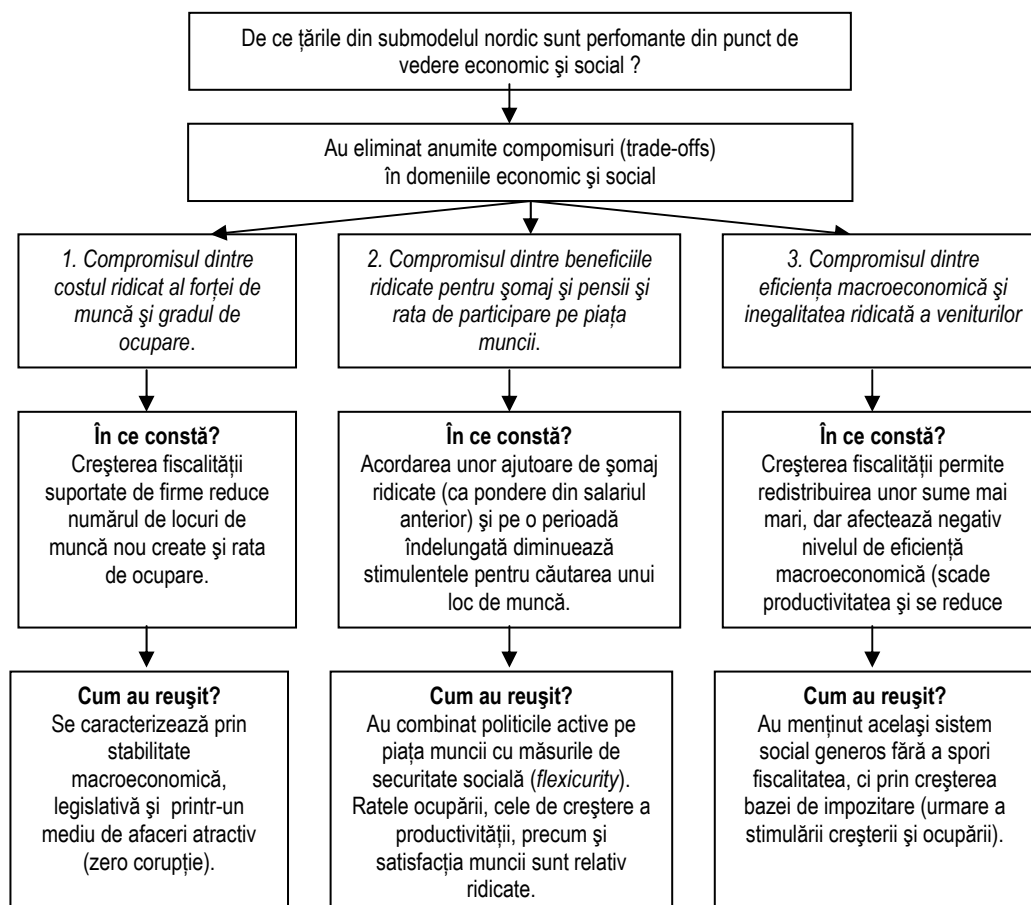 De ce ţările din submodelul nordic sunt perfomante din punct de
vedere economic şi social ?
Au eliminat anumite compomisuri (trade-offs)
în domeniile economic şi social
1. Compromisul dintre
costul ridicat al forţei de
muncă şi gradul de
ocupare.
2. Compromisul dintre beneficiile
ridicate pentru şomaj şi pensii şi
rata de participare pe piaţa
muncii.
3. Compromisul dintre
eficienţa macroeconomică şi
inegalitatea ridicată a veniturilor
În ce constă?
Creşterea fiscalităţii
suportate de firme reduce
numărul de locuri de
muncă nou create şi rata
de ocupare.
În ce constă?
Acordarea unor ajutoare de şomaj
ridicate (ca pondere din salariul
anterior) şi pe o perioadă
îndelungată diminuează
stimulentele pentru căutarea unui
loc de muncă.
În ce constă?
Creşterea fiscalităţii permite
redistribuirea unor sume mai
mari, dar afectează negativ
nivelul de eficienţă
macroeconomică (scade
productivitatea şi se reduce
Cum au reuşit?
Se caracterizează prin
stabilitate
macroeconomică,
legislativă şi printr-un
mediu de afaceri atractiv
(zero corupţie).
Cum au reuşit?
Au combinat politicile active pe
piaţa muncii cu măsurile de
securitate socială (flexicurity).
Ratele ocupării, cele de creştere a
productivităţii, precum şi
satisfacţia muncii sunt relativ
ridicate.
Cum au reuşit?
Au menţinut acelaşi sistem
social generos fără a spori
fiscalitatea, ci prin creşterea
bazei de impozitare (urmare a
stimulării creşterii şi ocupării).